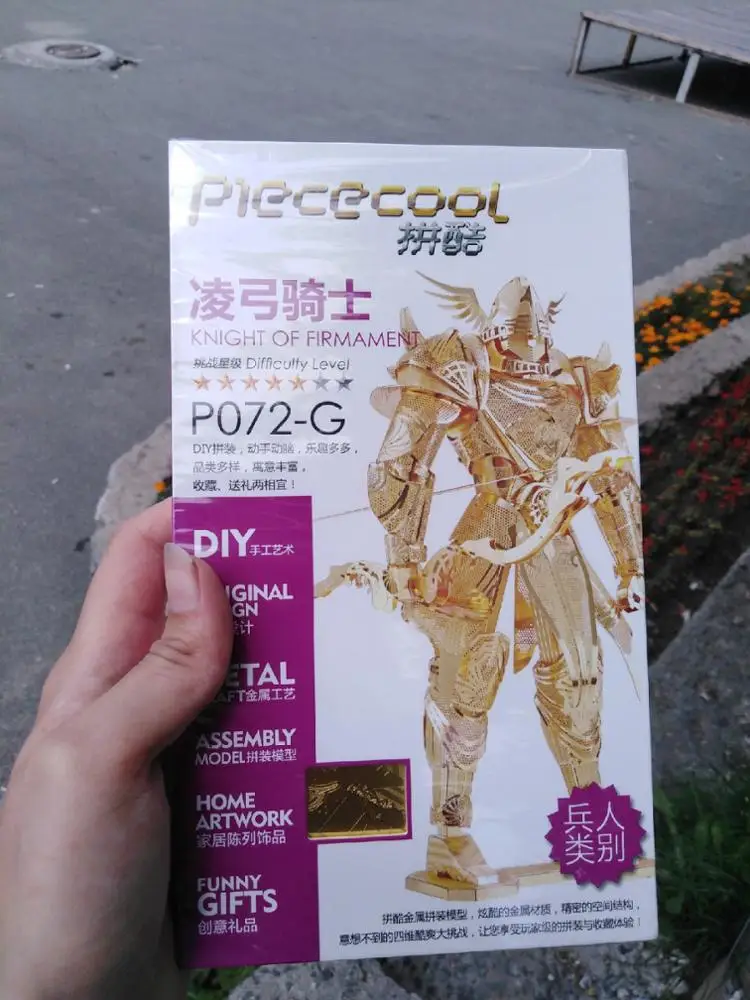 Piececool
拼酷
凌弓骑士
KNIGHT OF FIRMAMENT
挑战星级 Difficulty Level
P072-G
DIY拼装，动手动脑，乐趣多多，
品类多样，寓意丰富，
收藏、送礼两相宜！
DIY手工艺术
IGINAL
GN
计
ETAL
AFT金属工艺
ASSEMBLY
MODEL拼装模型
HOME
ARTWORK
家居陈列饰品
FUNNY
GIFTS
创意礼品
兵人
类别
拼酷金属拼装模型，炫酷的金属材质，精密的空间结构，
意想不到的四维酷爽大挑战，让您享受玩家级的拼装与收藏体验！